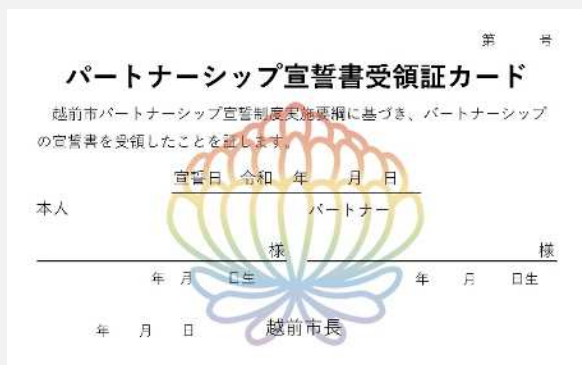 第 号
パートナーシップ宣誓書受領証カード
越前市パートナーシップ宣誓制度実施要綱に基づき、パートナーシップ
の宣誓書を受領したことを証します。
宣誓日 令和 年 月 日
本人 パートナー
様 様
年 月 日生 年 月 日生
年 月 日 越前市長